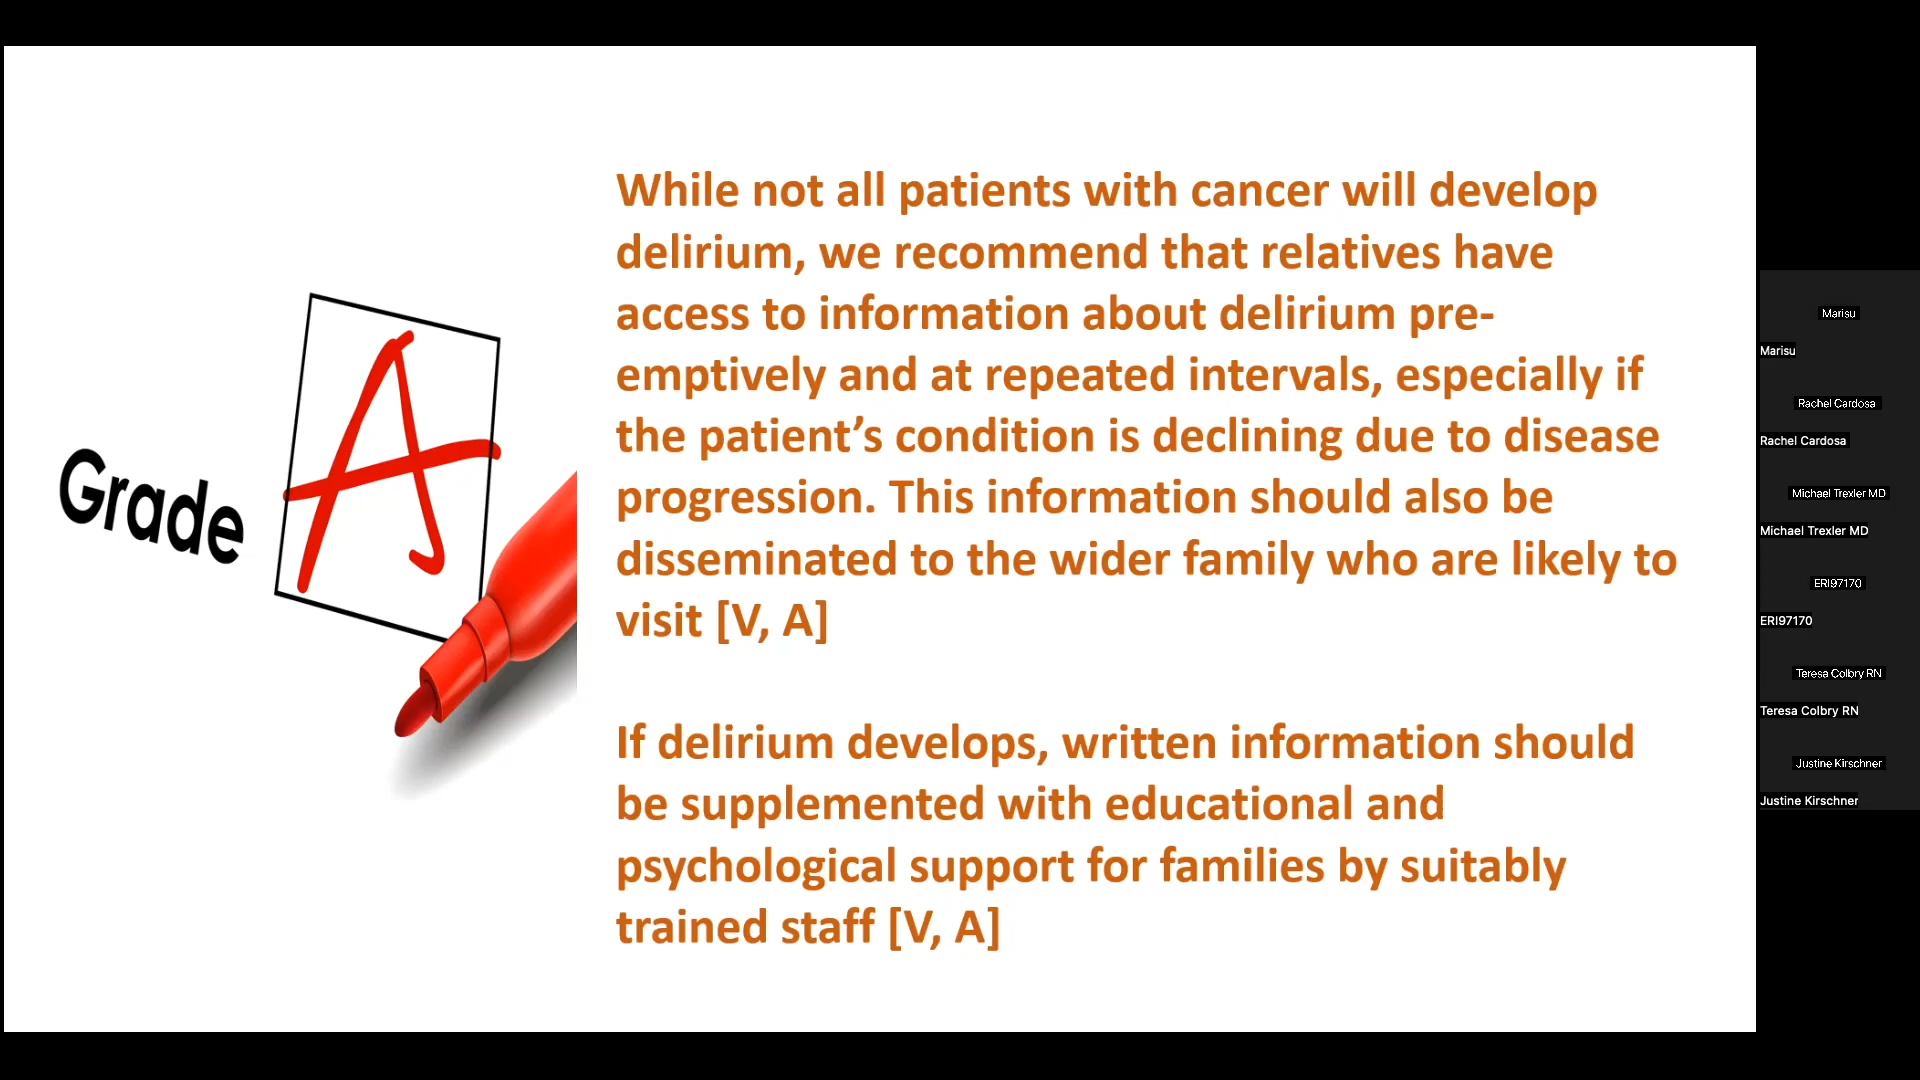 Grade
A
While not all patients with cancer will develop
delirium, we recommend that relatives have
access to information about delirium pre-
emptively and at repeated intervals, especially if
the patient’s condition is declining due to disease
progression. This information should also be
disseminated to the wider family who are likely to
visit [V, A]
If delirium develops, written information should
be supplemented with educational and
psychological support for families by suitably
trained staff [V, A]
Marisu
Marisu
Rachel Cardosa
Rachel Cardosa
Michael Trexler MD
Michael Trexler MD
ERI97170
ERI97170
Teresa Colbry RN
Teresa Colbry RN
Justine Kirschner
Justine Kirschner